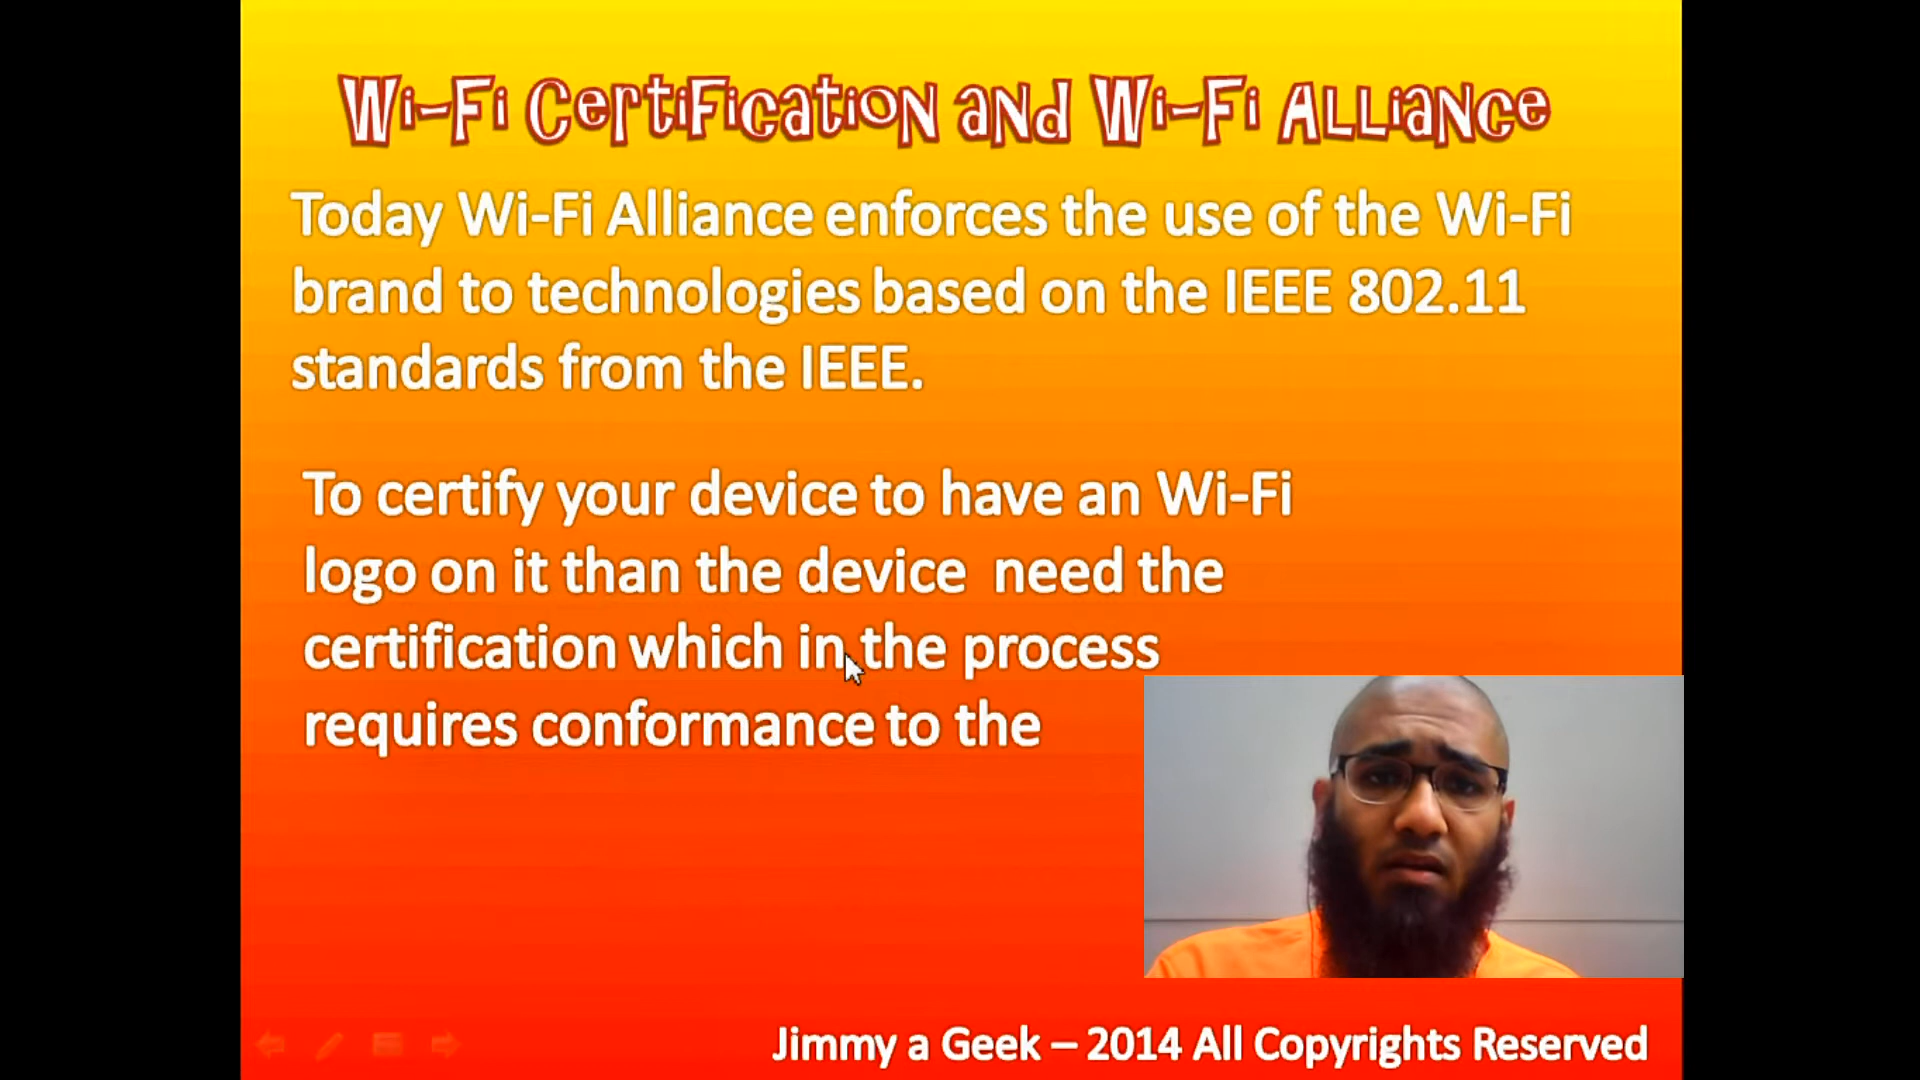 Wi-Fi Certification and Wi-Fi Alliance
Today Wi-Fi Alliance enforces the use of the Wi-Fi
brand to technologies based on the IEEE 802.11
standards from the IEEE.
To certify your device to have an Wi-Fi
logo on it than the device need the
certification which in the process
requires conformance to the
Jimmy a Geek – 2014 All Copyrights Reserved